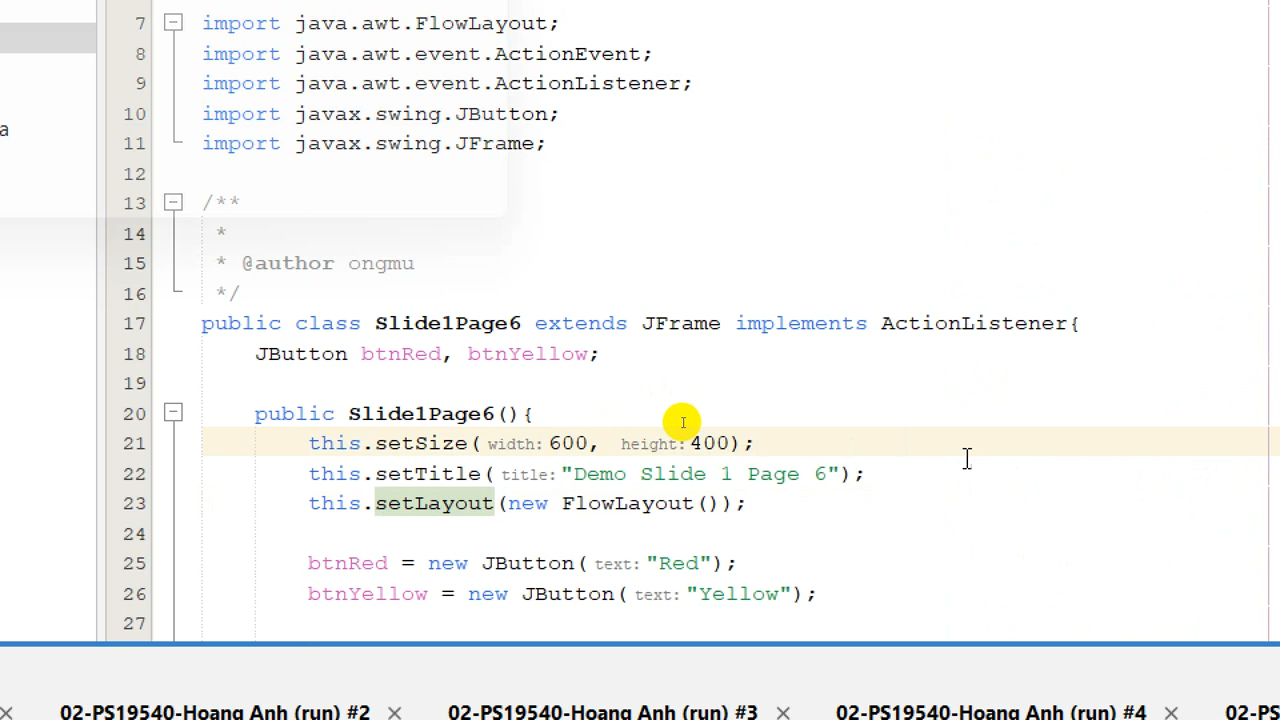 7 import java.awt.FlowLayout;
8 import java.awt.event.ActionEvent;
9 import java.awt.event.ActionListener;
10 import javax.swing.JButton;
a
11 import javax.swing.JFrame;
12
13 /**
14 *
15 * @author ongmu
16 */
17 public class Slide1Page6 extends JFrame implements ActionListener{
18 JButton btnRed, btnYellow;
19
20 public Slide1Page6(){
21 this.setSize(width: 600, height: 400);
22 this.setTitle(title: "Demo Slide 1 Page 6");
23 this.setLayout(new FlowLayout());
24
25 btnRed = new JButton(text: "Red");
26 btnYellow = new JButton(text: "Yellow");
27
02-PS19540-Hoang Anh (run) #2 02-PS19540-Hoang Anh (run) #3 02-PS19540-Hoang Anh (run) #4 02-PS